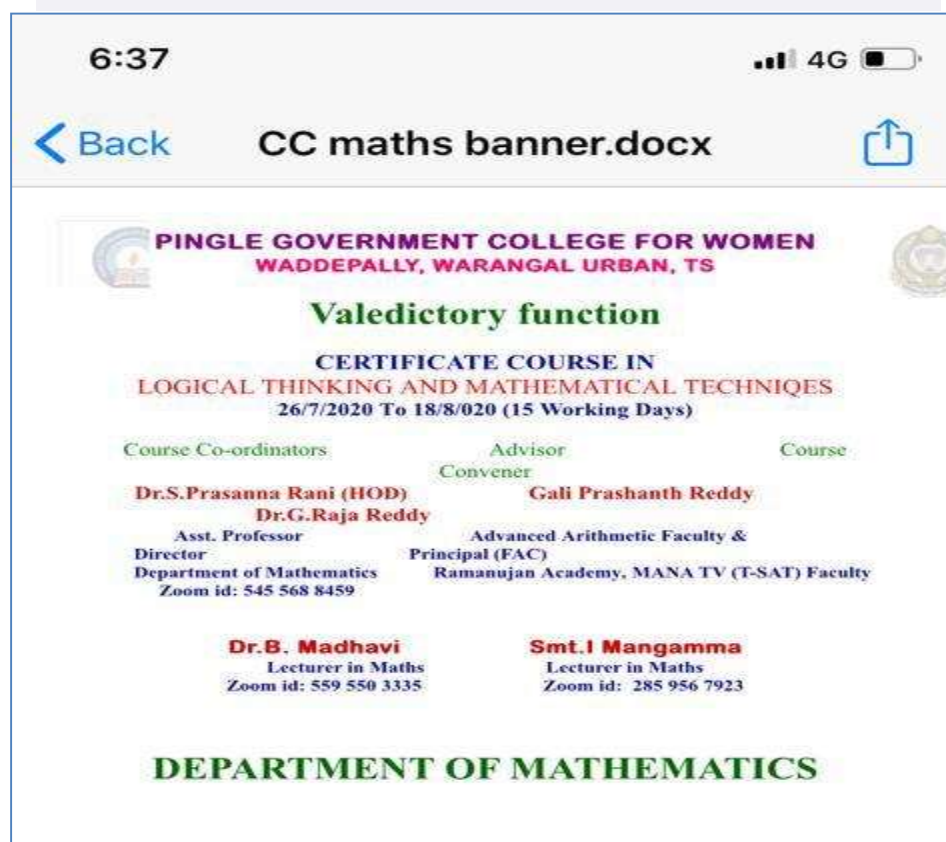 6:37 4G
Back CC maths banner.docx
PINGLE GOVERNMENT COLLEGE FOR WOMEN
WADDEPALLY, WARANGAL URBAN, TS
Valedictory function
CERTIFICATE COURSE IN
LOGICAL THINKING AND MATHEMATICAL TECHNIQES
26/7/2020 To 18/8/020 (15 Working Days)
Course Co-ordinators Advisor Course
Convener
Dr.S.Prasanna Rani (HOD) Gali Prashanth Reddy
Dr.G.Raja Reddy
Asst. Professor Advanced Arithmetic Faculty &
Director Principal (FAC)
Department of Mathematics Ramanujan Academy, MANA TV (T-SAT) Faculty
Zoom id: 545 568 8459
Dr.B. Madhavi Smt.I Mangamma
Lecturer in Maths Lecturer in Maths
Zoom id: 559 550 3335 Zoom id: 285 956 7923
DEPARTMENT OF MATHEMATICS